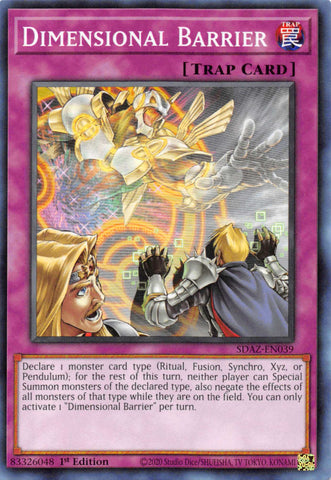 Dimensional Barrier
TRAP
罠
[Trap Card]
SDAZ-EN039
Declare 1 monster card type (Ritual, Fusion, Synchro, Xyz, or
Pendulum); for the rest of this turn, neither player can Special
Summon monsters of the declared type, also negate the effects of
all monsters of that type while they are on the field. You can only
activate 1 "Dimensional Barrier" per turn.
83326048 1st Edition ©2020 Studio Dice/SHUEISHA, TV TOKYO, KONAMI